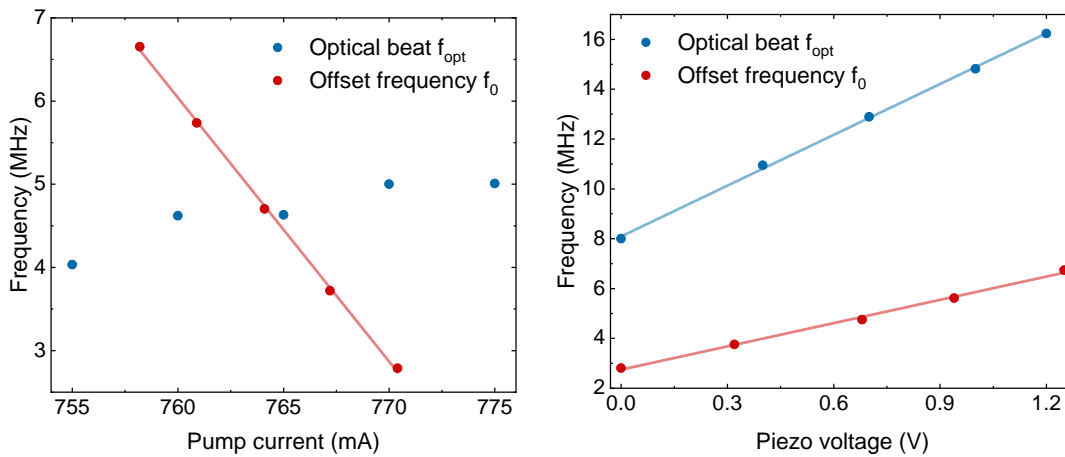 7
6
5
4
3
Frequency (MHz)
Optical beat f_opt
Offset frequency f_0
755 760 765 770 775
Pump current (mA)
16
14
12
10
8
6
4
2
Frequency (MHz)
Optical beat f_opt
Offset frequency f_0
0.0 0.3 0.6 0.9 1.2
Piezo voltage (V)